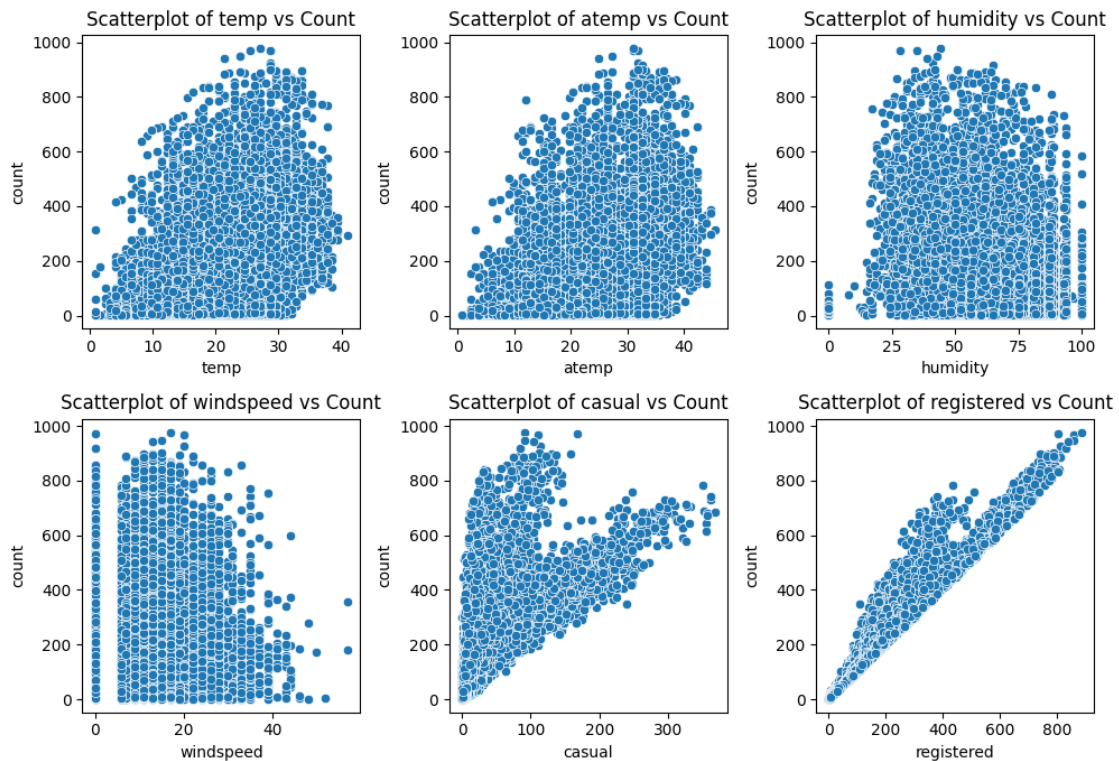 Scatterplot of temp vs Count
1000
800
600
400
200
0
count
0 10 20 30 40
temp
Scatterplot of atemp vs Count
1000
800
600
400
200
0
count
0 10 20 30 40
atemp
Scatterplot of humidity vs Count
1000
800
600
400
200
0
count
0 25 50 75 100
humidity
Scatterplot of windspeed vs Count
1000
800
600
400
200
0
count
0 20 40
windspeed
Scatterplot of casual vs Count
1000
800
600
400
200
0
count
0 100 200 300
casual
Scatterplot of registered vs Count
1000
800
600
400
200
0
count
0 200 400 600 800
registered